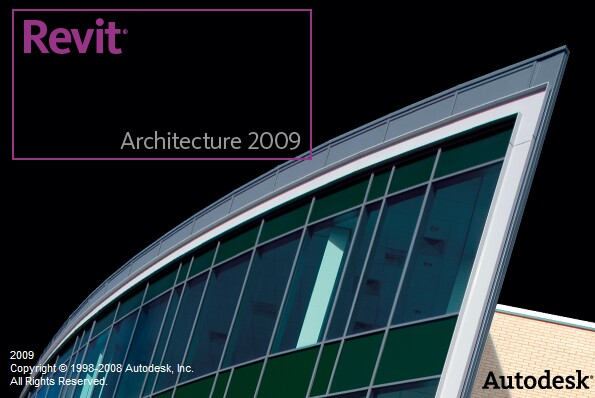 Revit®
Architecture 2009
2009
Copyright © 1998-2008 Autodesk, Inc.
All Rights Reserved.
Autodesk®